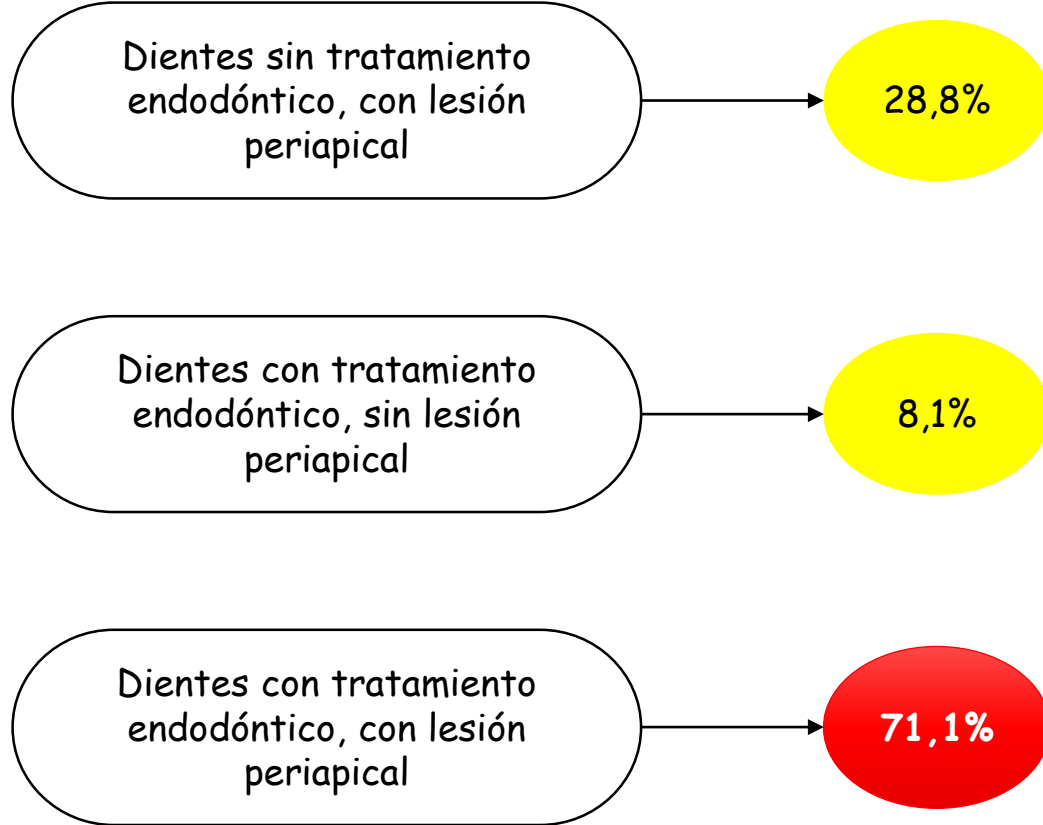 Dientes sin tratamiento
endodóntico, con lesión
periapical
28,8%
Dientes con tratamiento
endodóntico, sin lesión
periapical
8,1%
Dientes con tratamiento
endodóntico, con lesión
periapical
71,1%